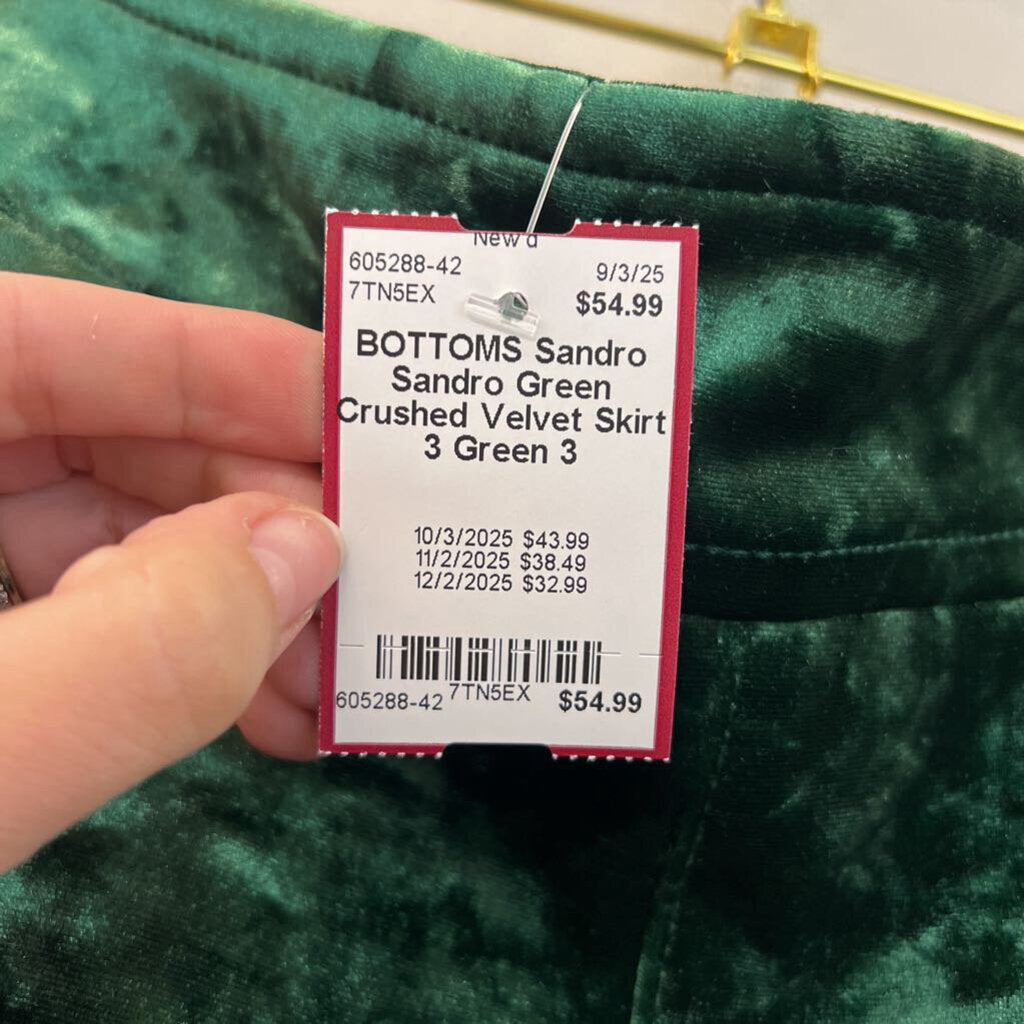 605288-42 9/3/25
7TN5EX $54.99
BOTTOMS Sandro
Sandro Green
Crushed Velvet Skirt
3 Green 3
10/3/2025 $43.99
11/2/2025 $38.49
12/2/2025 $32.99
605288-42 7TN5EX $54.99